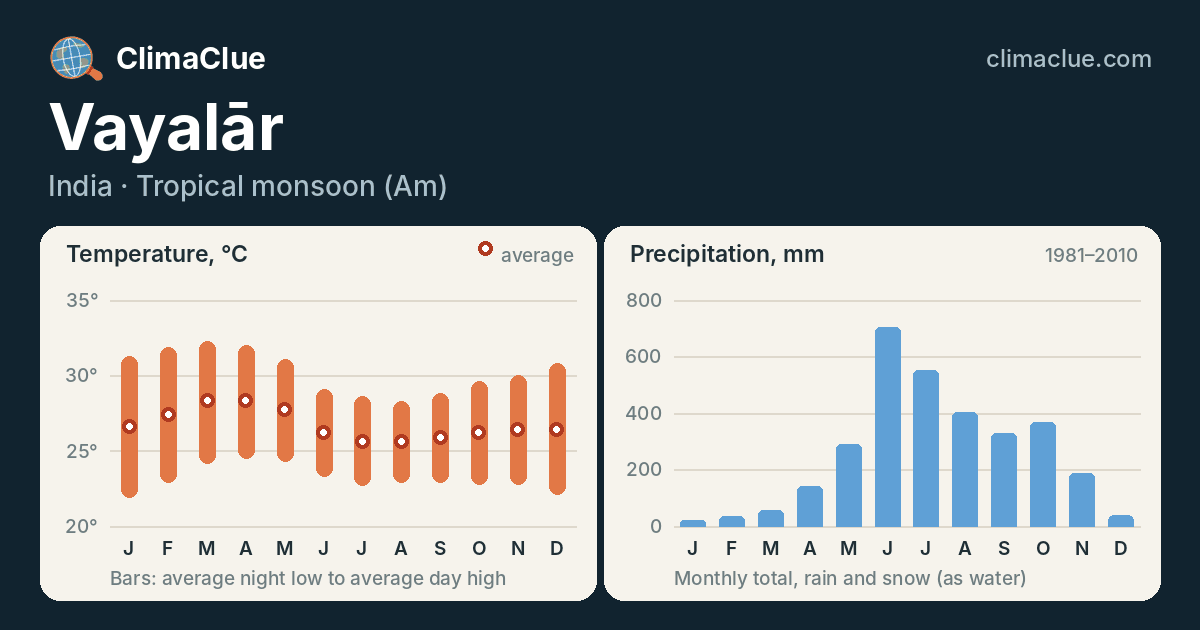 ClimaClue
climaclue.com
Vayalār
India · Tropical monsoon (Am)
Temperature, °C
average
35°
30°
25°
20°
J F M A M J J A S O N D
Bars: average night low to average day high
Precipitation, mm
1981–2010
800
600
400
200
0
J F M A M J J A S O N D
Monthly total, rain and snow (as water)